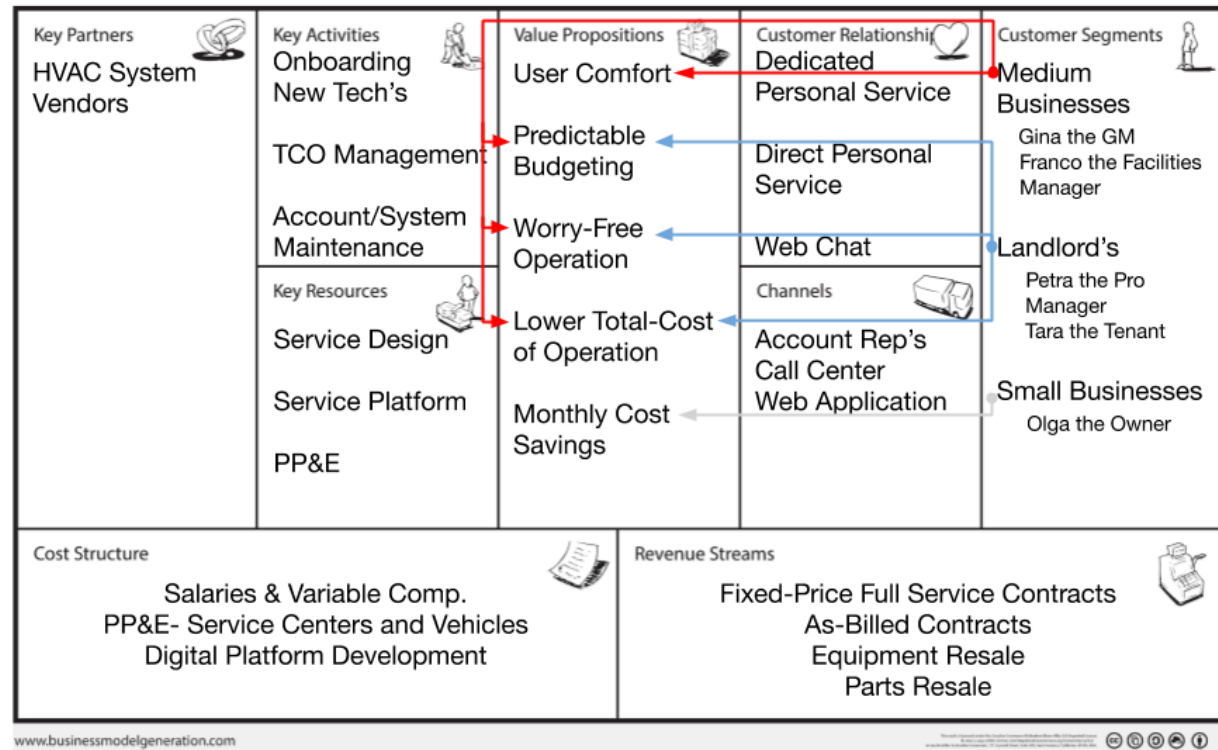 Key Partners
HVAC System
Vendors
Key Activities
Onboarding
New Tech's
TCO Management
Account/System
Maintenance
Key Resources
Service Design
Service Platform
PP&E
Value Propositions
User Comfort
Predictable
Budgeting
Worry-Free
Operation
Lower Total-Cost
of Operation
Monthly Cost
Savings
Customer Relationshi
Dedicated
Personal Service
Direct Personal
Service
Web Chat
Channels
Account Rep's
Call Center
Web Application
Customer Segments
Medium
Businesses
Gina the GM
Franco the Facilities
Manager
Landlord's
Petra the Pro
Manager
Tara the Tenant
Small Businesses
Olga the Owner
Cost Structure
Salaries & Variable Comp.
PP&E- Service Centers and Vehicles
Digital Platform Development
Revenue Streams
Fixed-Price Full Service Contracts
As-Billed Contracts
Equipment Resale
Parts Resale
www.businessmodelgeneration.com